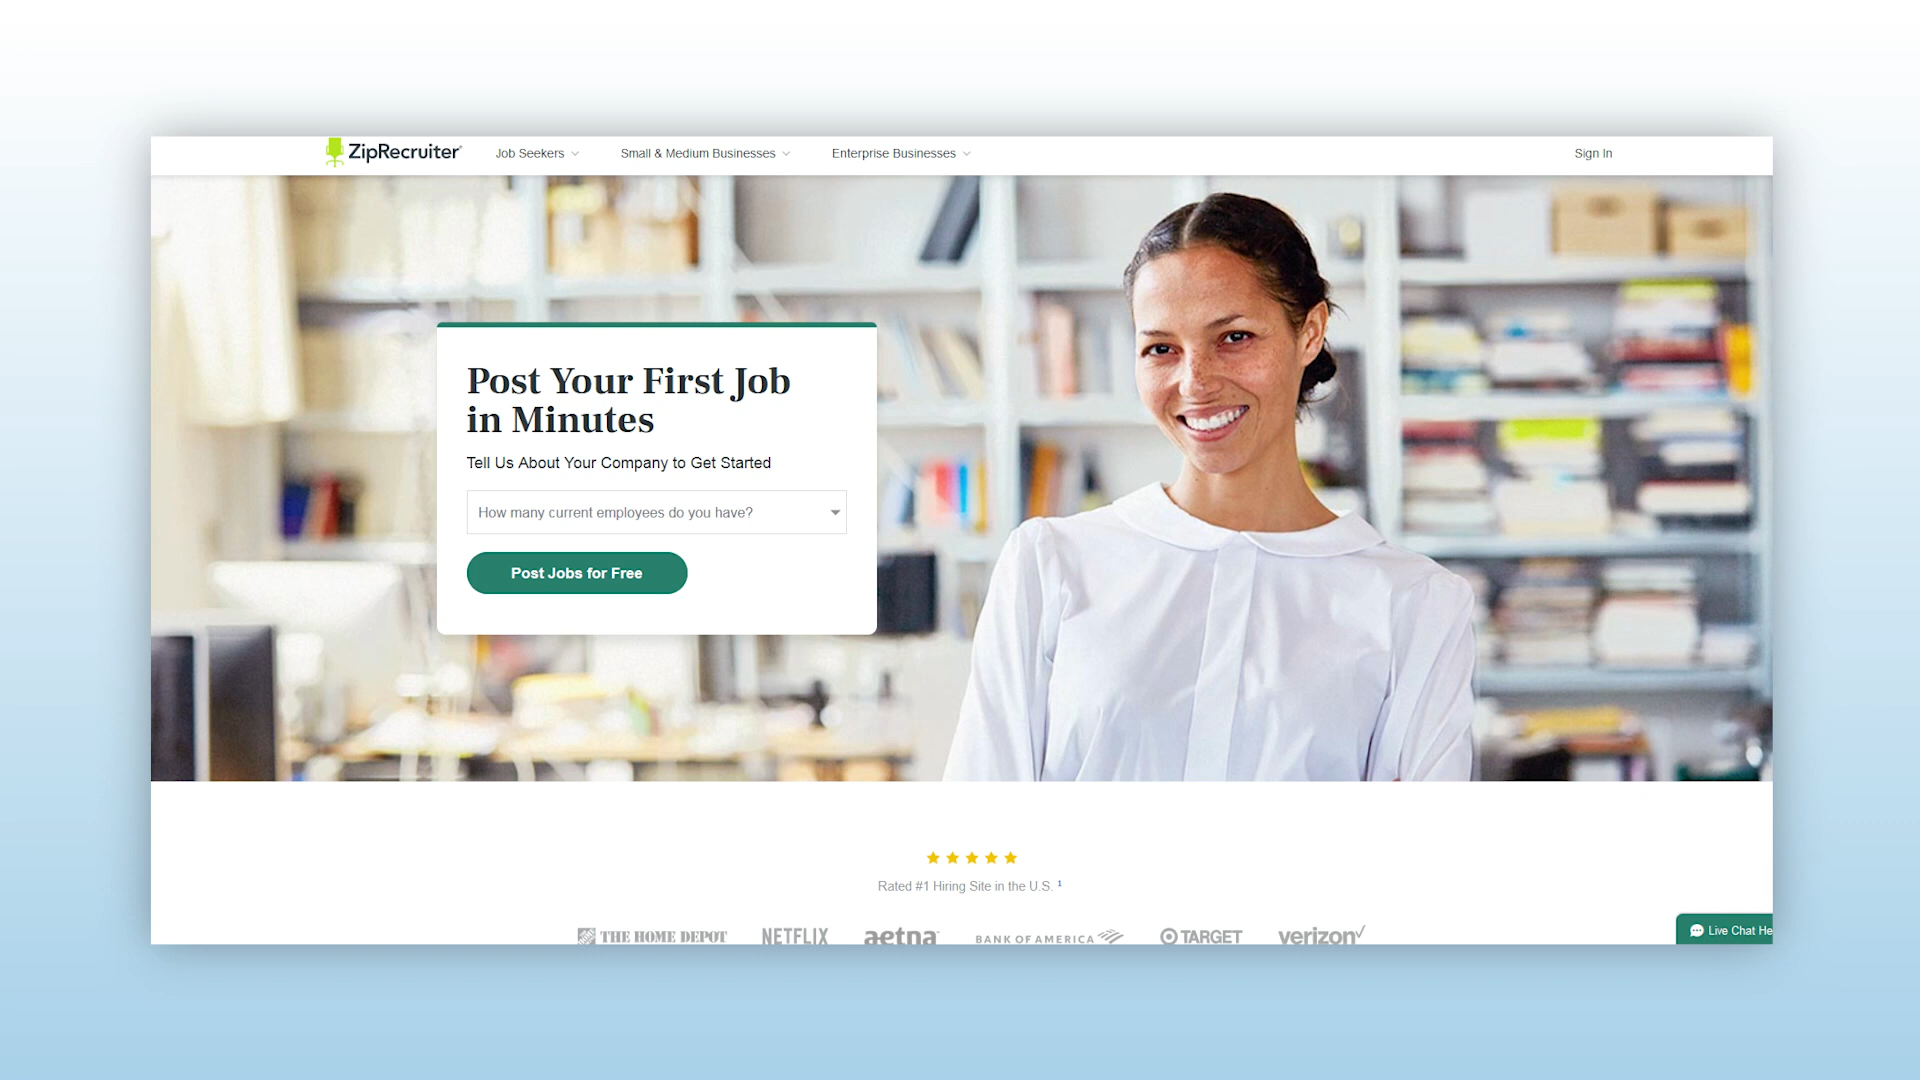 ZipRecruiter
Job Seekers
Small & Medium Businesses
Enterprise Businesses
Sign In
Post Your First Job
in Minutes
Tell Us About Your Company to Get Started
How many current employees do you have?
Post Jobs for Free
Rated #1 Hiring Site in the U.S. 1
THE HOME DEPOT
NETFLIX
aetna
BANK OF AMERICA
TARGET
verizon
Live Chat He